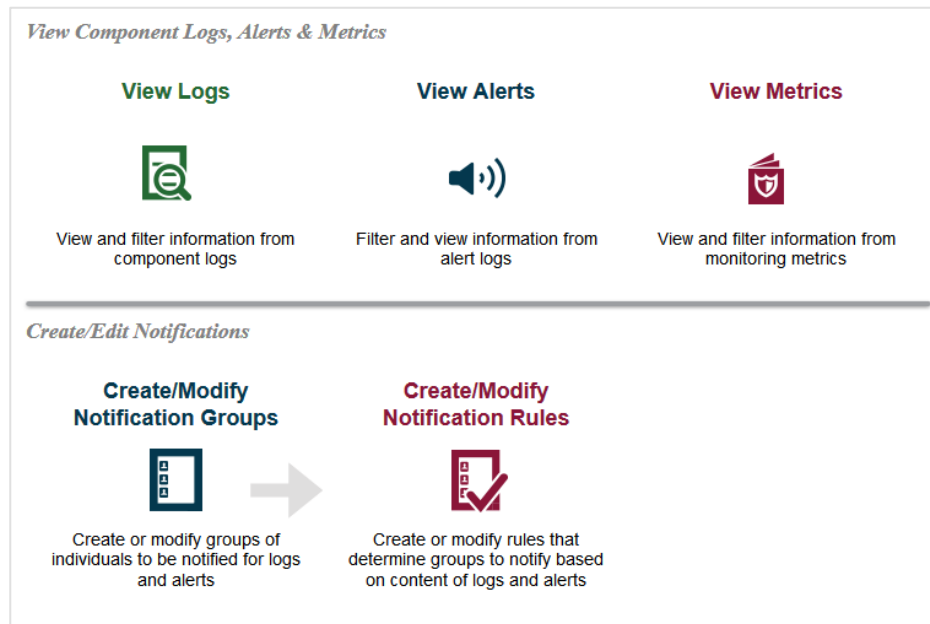 View Component Logs, Alerts & Metrics
View Logs
View Alerts
View Metrics
View and filter information from
component logs
Filter and view information from
alert logs
View and filter information from
monitoring metrics
Create/Edit Notifications
Create/Modify
Notification Groups
Create/Modify
Notification Rules
Create or modify groups of
individuals to be notified for logs
and alerts
Create or modify rules that
determine groups to notify based
on content of logs and alerts